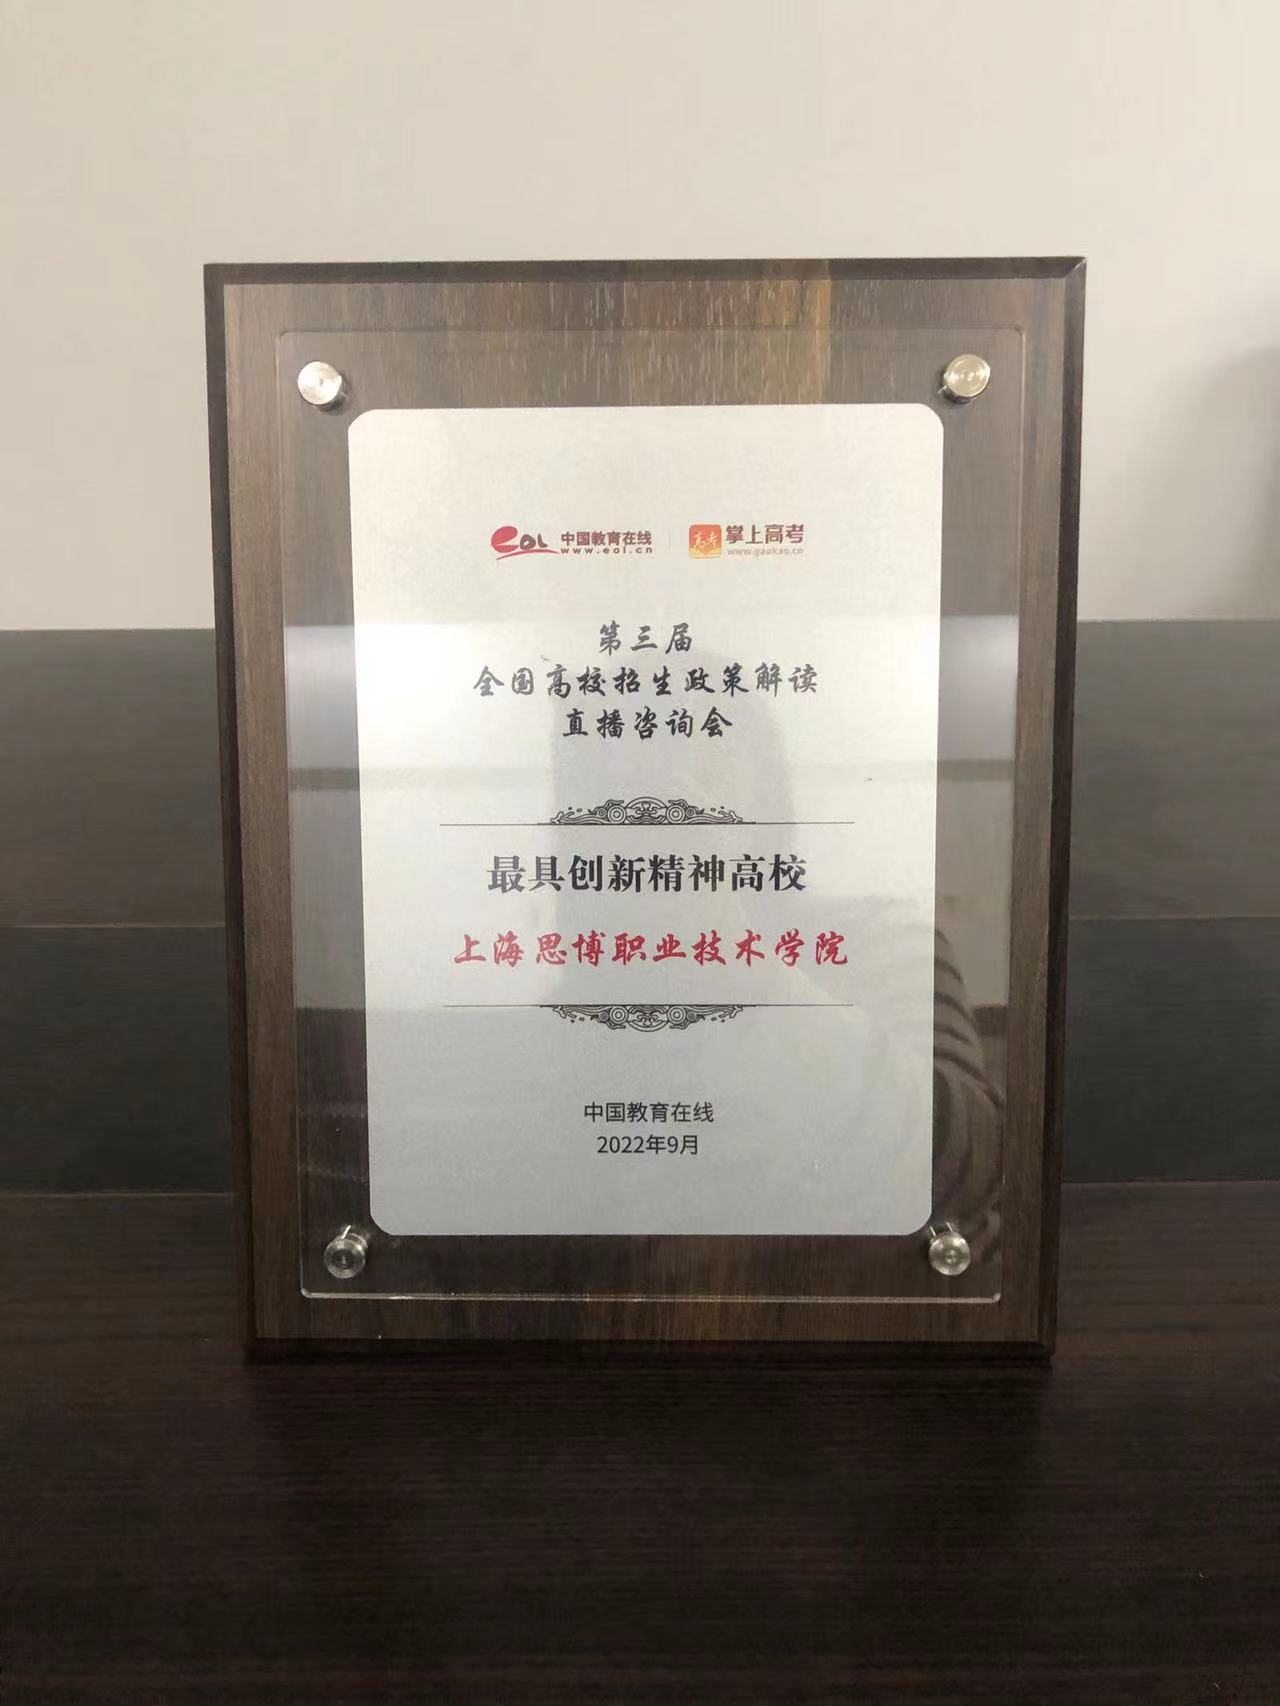 eol 中国教育在线 掌上高考
www.eol.cn 高考 www.gaokao.cn
第三届
全国高校招生政策解读
直播咨询会
最具创新精神高校
上海思博职业技术学院
中国教育在线
2022年9月